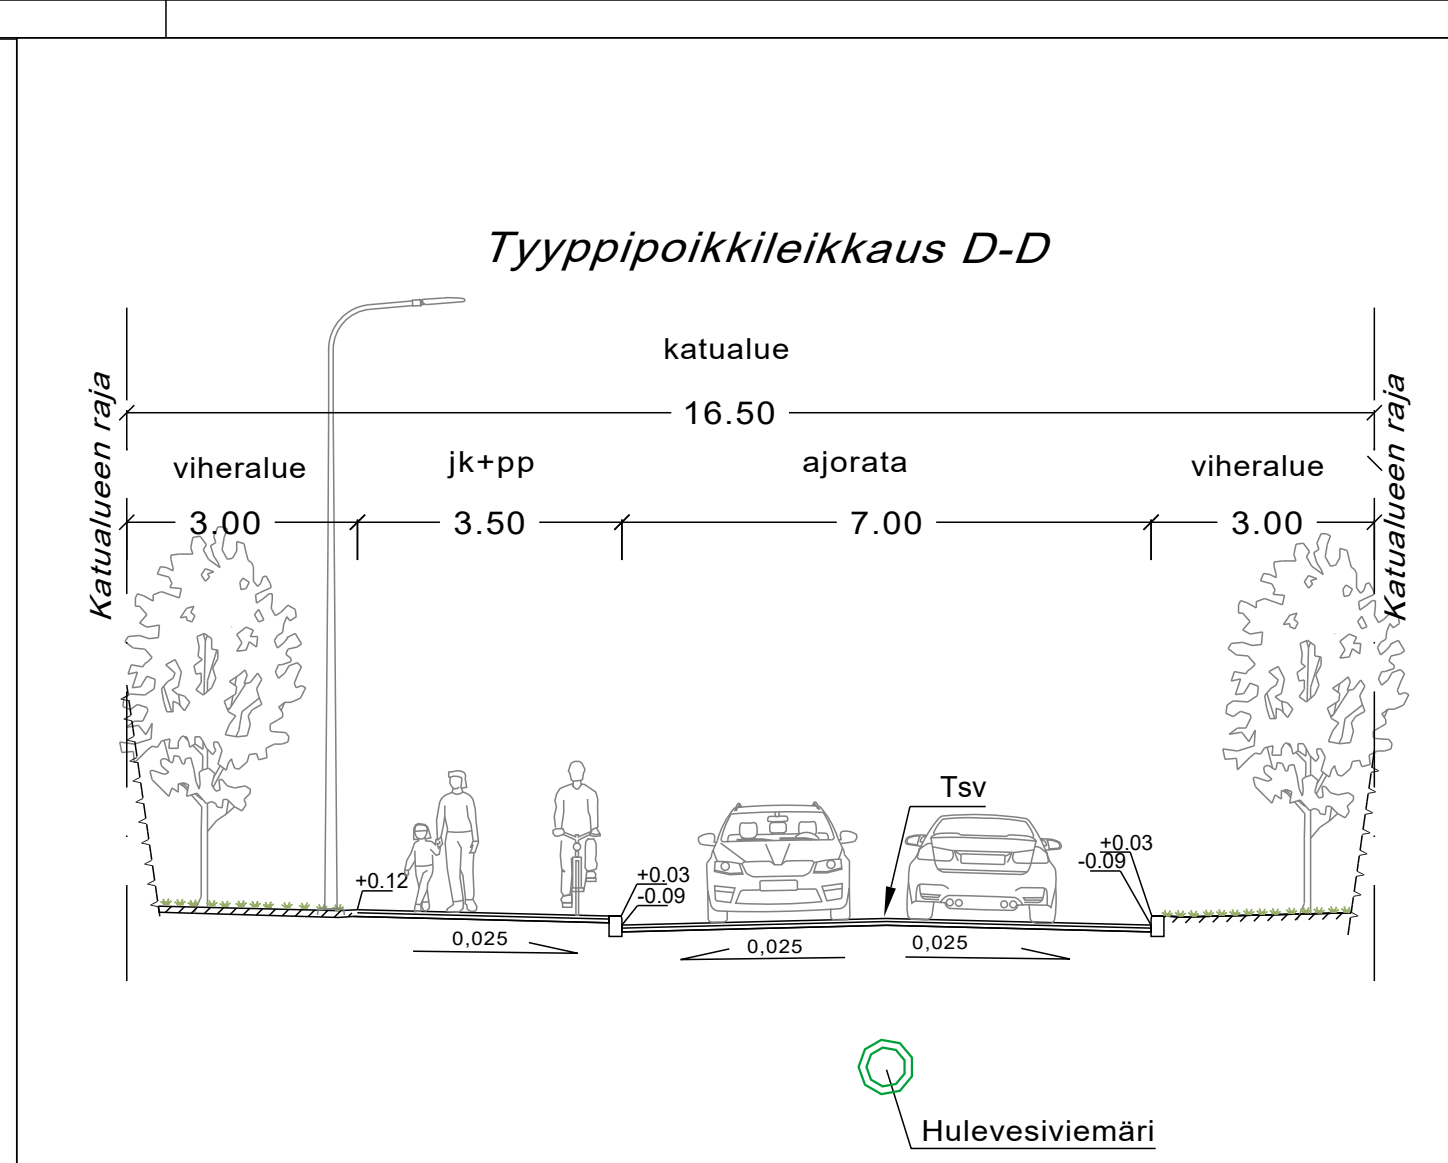 Tyyppipoikkileikkaus D-D
katualue
16.50
Katualueen raja
Katualueen raja
viheralue
jk+pp
ajorata
viheralue
3.00
3.50
7.00
3.00
Tsv
+0.12
+0.03
-0.09
+0.03
-0.09
0,025
0,025
0,025
Hulevesiviemäri